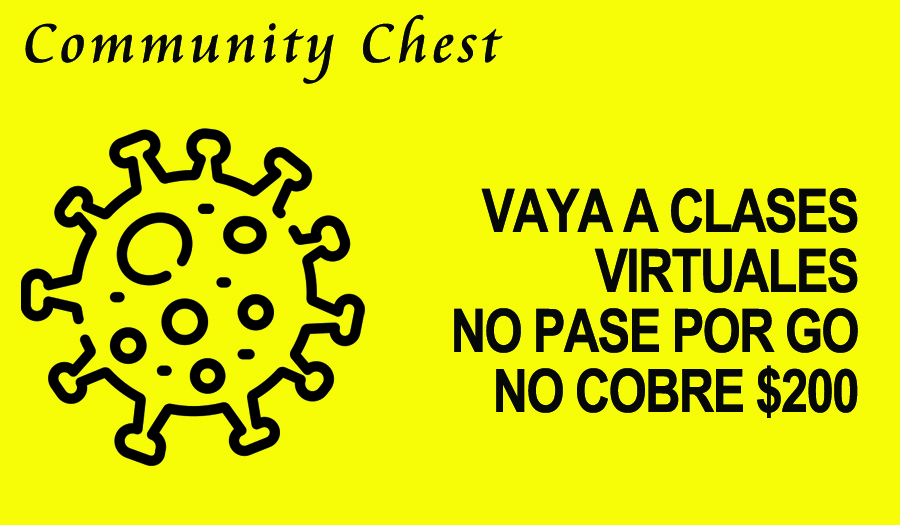 Community Chest
VAYA A CLASES
VIRTUALES
NO PASE POR GO
NO COBRE $200